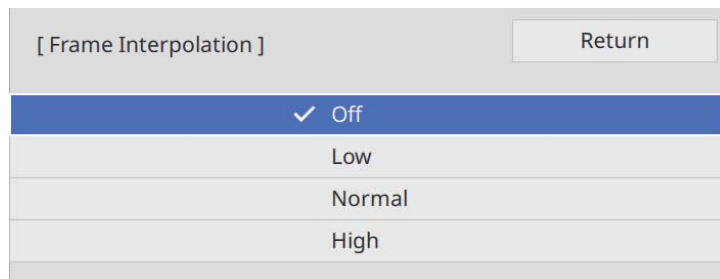 [ Frame Interpolation ]
Return
Off
Low
Normal
High